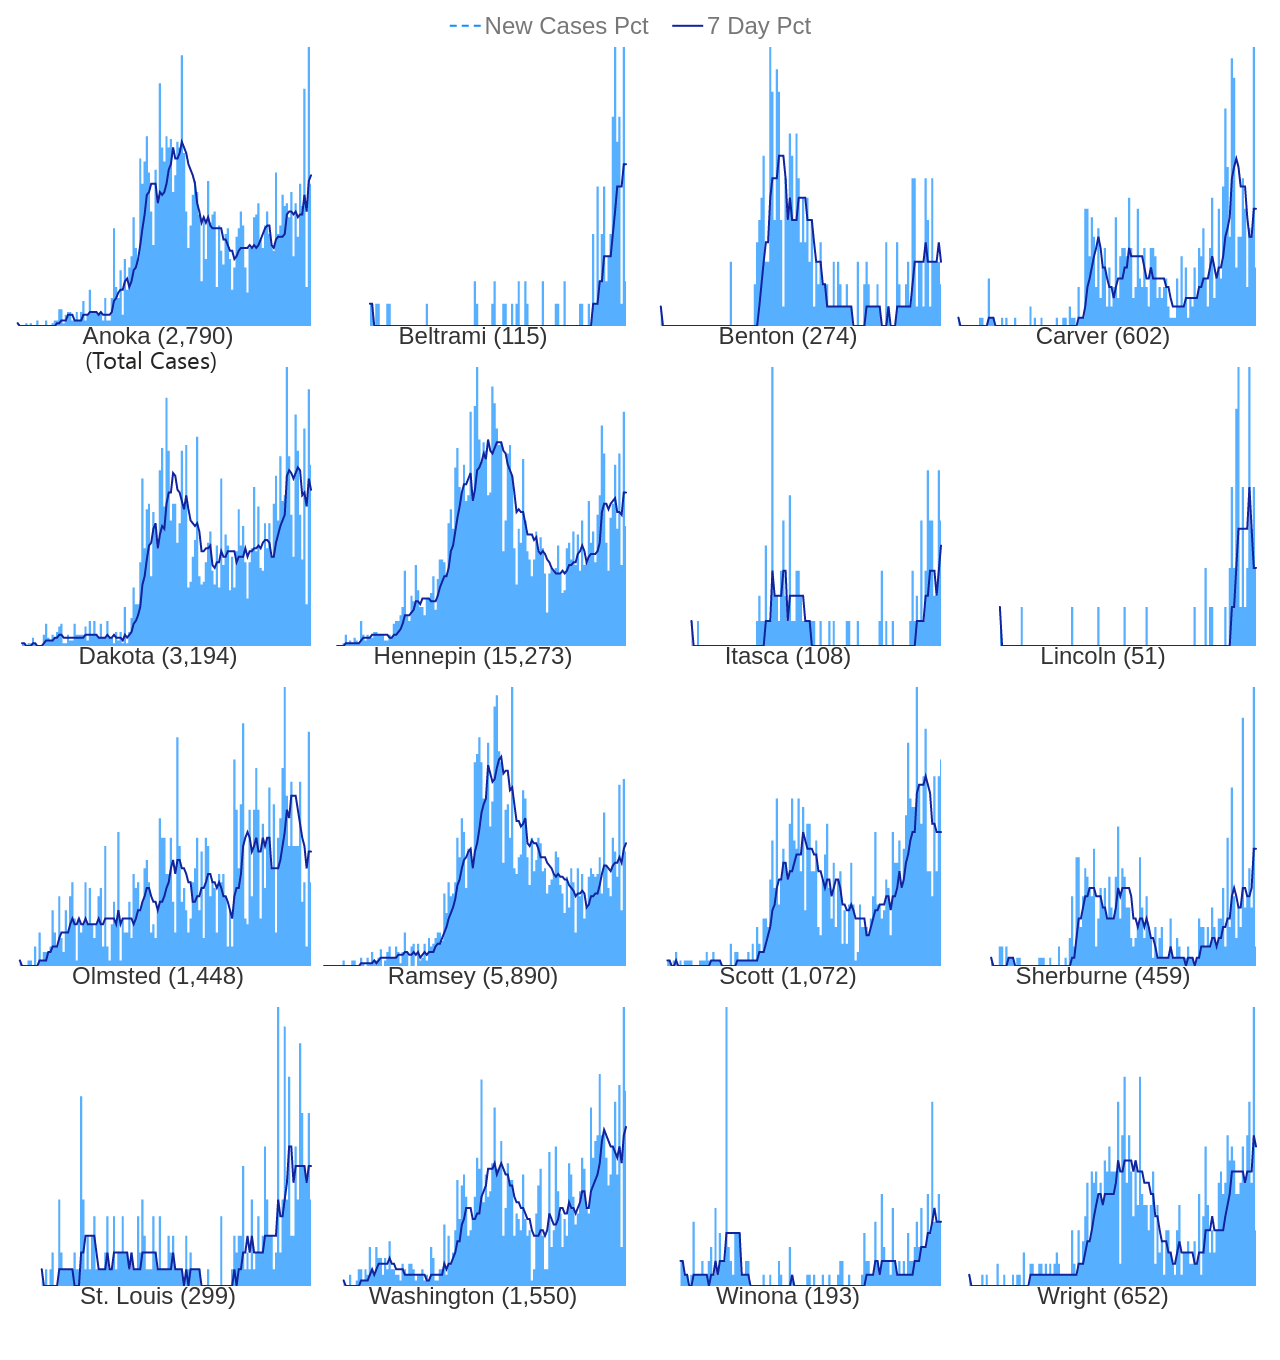 New Cases Pct 7 Day Pct
Anoka (2,790) Beltrami (115) Benton (274) Carver (602)
(Total Cases)
Dakota (3,194) Hennepin (15,273) Itasca (108) Lincoln (51)
Olmsted (1,448) Ramsey (5,890) Scott (1,072) Sherburne (459)
St. Louis (299) Washington (1,550) Winona (193) Wright (652)